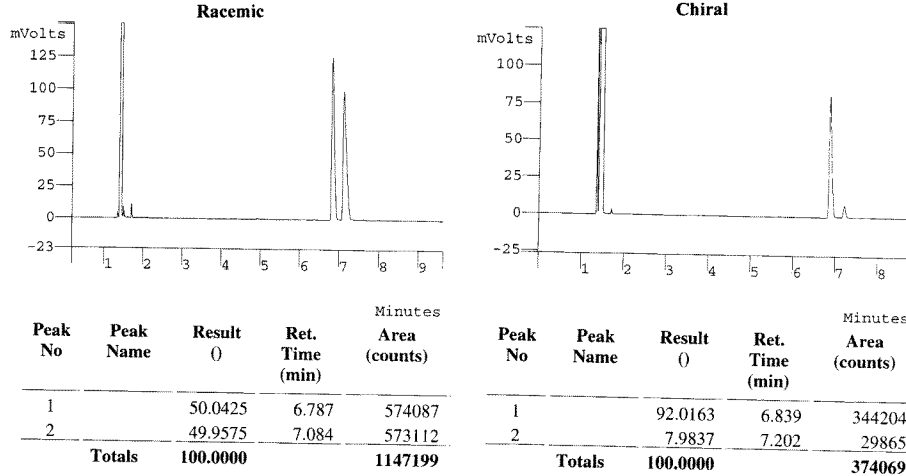 Racemic
mVolts
125
100
75
50
25
0
-23
1 2 3 4 5 6 7 8 9
Minutes
Peak No Peak Name Result () Ret. Time (min) Area (counts)
1 50.0425 6.787 574087
2 49.9575 7.084 573112
Totals 100.0000 1147199
Chiral
mVolts
100
75
50
25
0
-25
1 2 3 4 5 6 7 8
Minutes
Peak No Peak Name Result () Ret. Time (min) Area (counts)
1 92.0163 6.839 344204
2 7.9837 7.202 29865
Totals 100.0000 374069